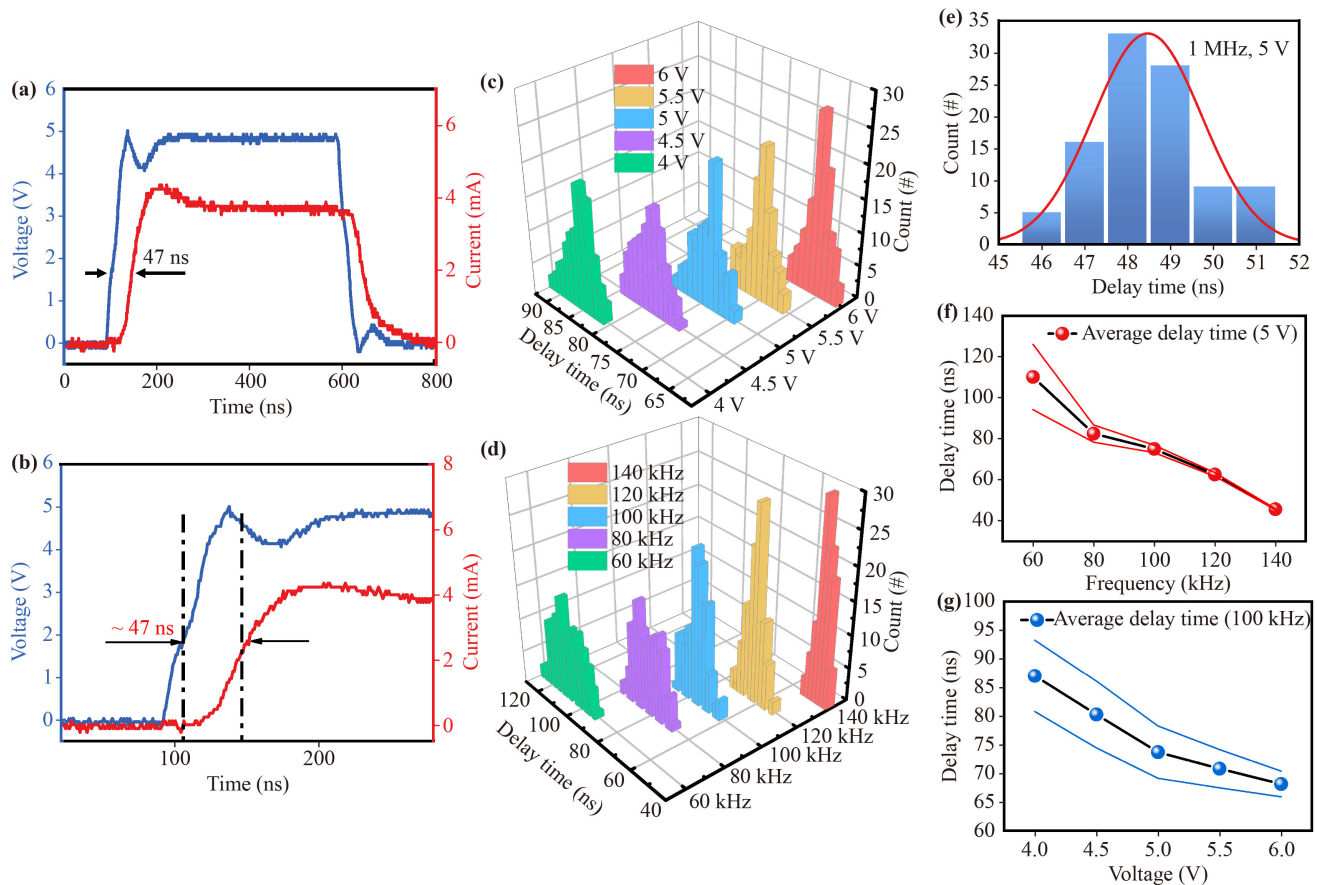 (a)
6
5
4
3
2
1
0
Voltage (V)
6
4
2
0
Current (mA)
47 ns
0
200
400
600
800
Time (ns)
(b)
6
5
4
3
2
1
0
Voltage (V)
8
6
4
2
0
Current (mA)
~ 47 ns
100
200
Time (ns)
(c)
6 V
5.5 V
5 V
4.5 V
4 V
30
25
20
15
10
5
0
Count (#)
90
85
80
75
70
65
Delay time (ns)
4 V
4.5 V
5 V
5.5 V
6 V
(d)
140 kHz
120 kHz
100 kHz
80 kHz
60 kHz
30
25
20
15
10
5
0
Count (#)
120
100
80
60
40
Delay time (ns)
60 kHz
80 kHz
100 kHz
120 kHz
140 kHz
(e)
35
30
25
20
15
10
5
0
Count (#)
1 MHz, 5 V
45
46
47
48
49
50
51
52
Delay time (ns)
(f)
140
120
100
80
60
40
Delay time (ns)
Average delay time (5 V)
60
80
100
120
140
Frequency (kHz)
(g)
100
95
90
85
80
75
70
65
60
Delay time (ns)
Average delay time (100 kHz)
4.0
4.5
5.0
5.5
6.0
Voltage (V)